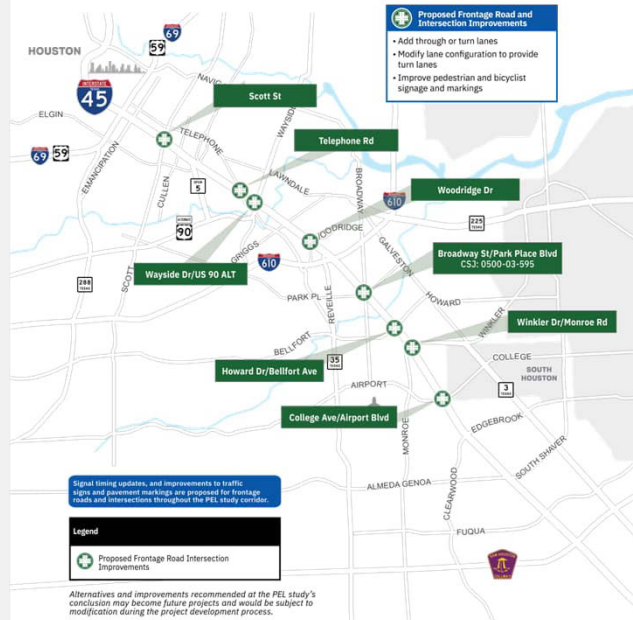 Proposed Frontage Road and
Intersection Improvements
• Add through or turn lanes
• Modify lane configuration to provide
turn lanes
• Improve pedestrian and bicyclist
signage and markings
HOUSTON
59
69
INTERSTATE
45
ELGIN
69
59
EMANCIPATION
Scott St
TELEPHONE
WAYSIDE
Telephone Rd
5
CULLEN
LAWNDALE
BROADWAY
610
Woodridge Dr
90
SCOTT
GRIGGS
610
225
TEXAS
Wayside Dr/US 90 ALT
GALVESTON
Broadway St/Park Place Blvd
CSJ: 0500-03-595
288
TEXAS
PARK PL
REVEILLE
HOWARD
WINKLER
Winkler Dr/Monroe Rd
BELLFORT
Howard Dr/Bellfort Ave
35
TEXAS
COLLEGE
SOUTH
HOUSTON
AIRPORT
3
TEXAS
College Ave/Airport Blvd
MONROE
EDGEBROOK
SOUTH SHAVER
ALMEDA GENOA
CLEARWOOD
FUQUA
Signal timing updates, and improvements to traffic
signs and pavement markings are proposed for frontage
roads and intersections throughout the PEL study corridor.
Legend
Proposed Frontage Road Intersection
Improvements
Alternatives and improvements recommended at the PEL study's
conclusion may become future projects and would be subject to
modification during the project development process.